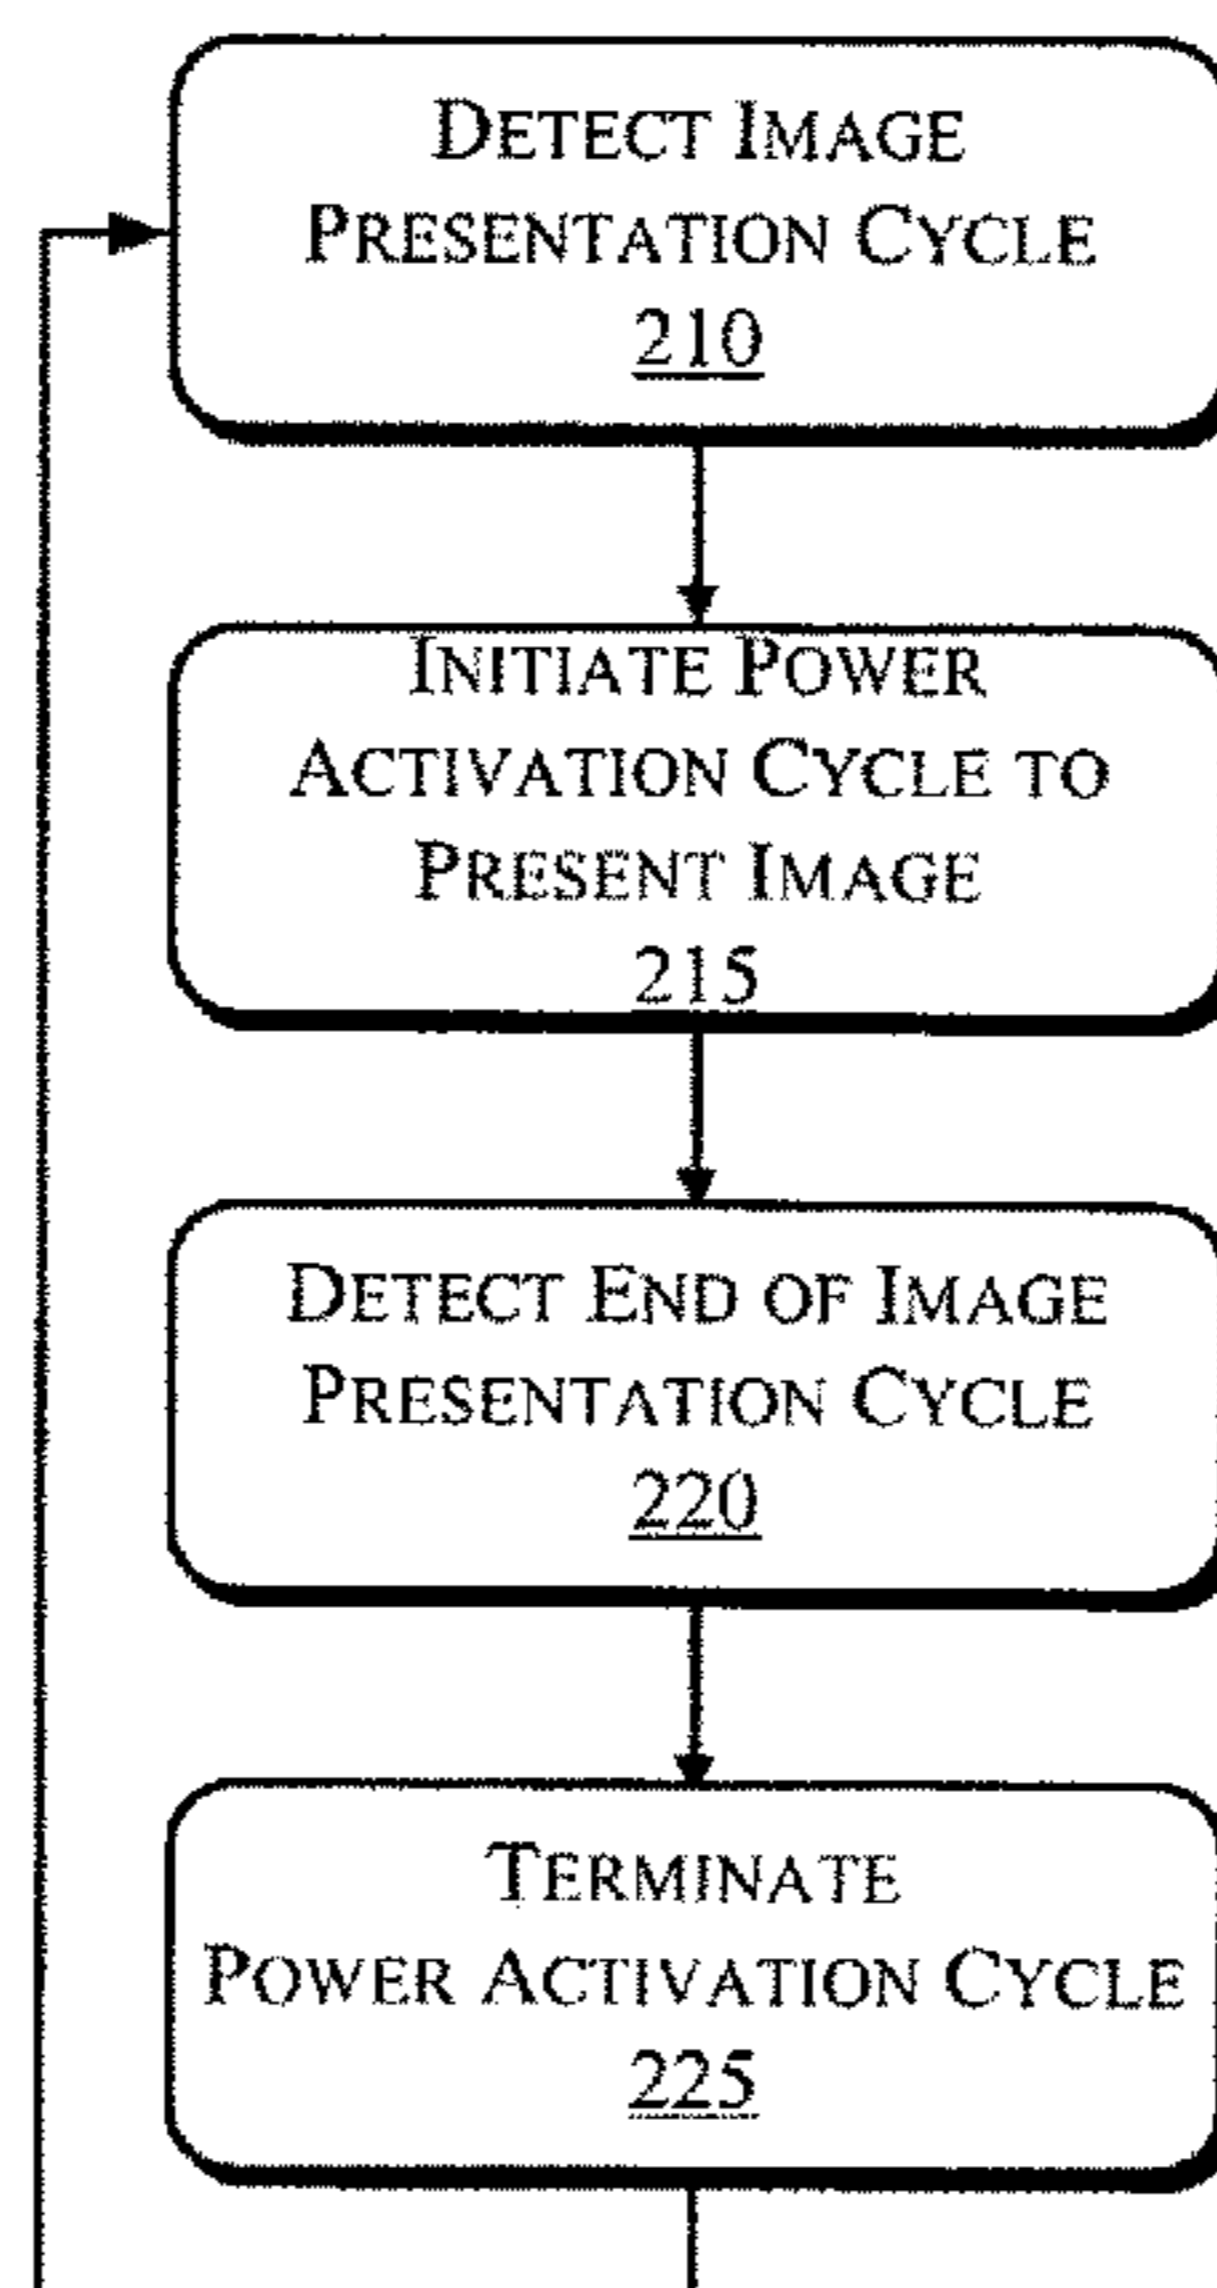 DETECT IMAGE
PRESENTATION CYCLE
210
INITIATE POWER
ACTIVATION CYCLE TO
PRESENT IMAGE
215
DETECT END OF IMAGE
PRESENTATION CYCLE
220
TERMINATE
POWER ACTIVATION CYCLE
225